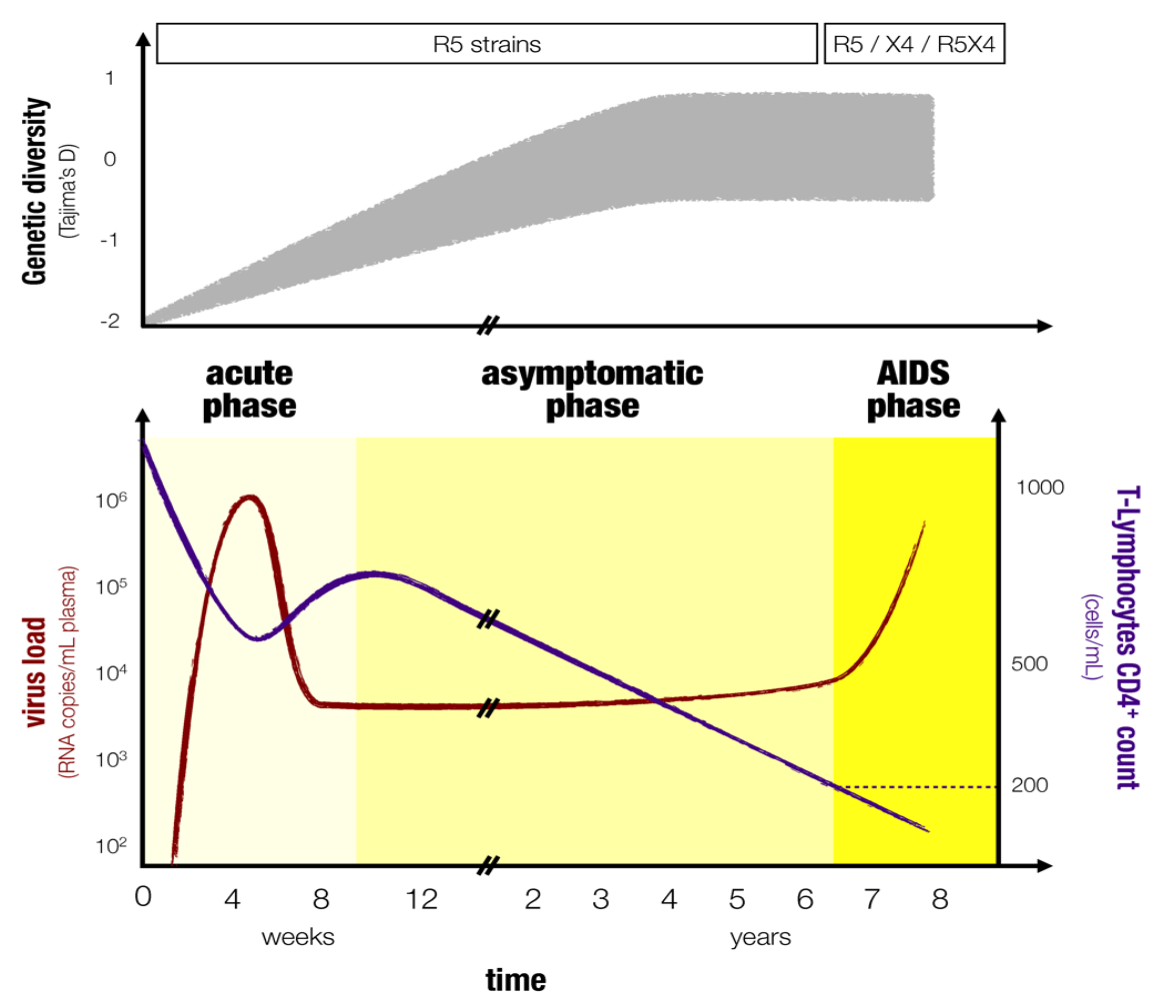 R5 strains
R5 / X4 / R5X4
Genetic diversity
(Tajima's D)
1
0
-1
-2
acute
phase
asymptomatic
phase
AIDS
phase
virus load
(RNA copies/mL plasma)
10⁶
10⁵
10⁴
10³
10²
1000
500
200
T-Lymphocytes CD4⁺ count
(cells/mL)
0 4 8 12 2 3 4 5 6 7 8
weeks years
time